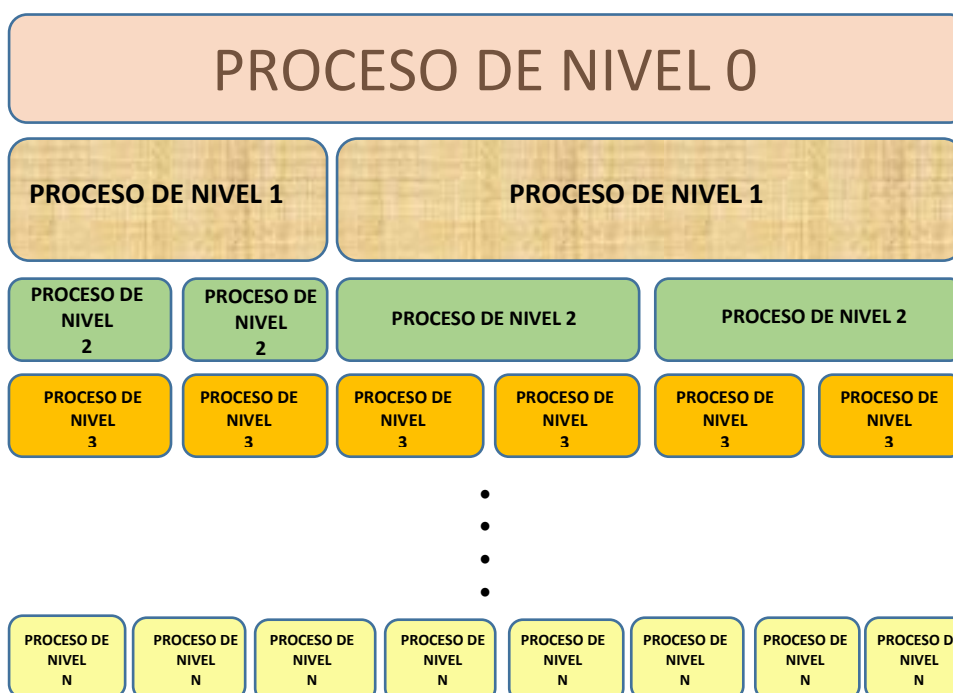 PROCESO DE NIVEL 0
PROCESO DE NIVEL 1
PROCESO DE NIVEL 1
PROCESO DE
NIVEL
2
PROCESO DE
NIVEL
2
PROCESO DE NIVEL 2
PROCESO DE NIVEL 2
PROCESO DE
NIVEL
3
PROCESO DE
NIVEL
3
PROCESO DE
NIVEL
3
PROCESO DE
NIVEL
3
PROCESO DE
NIVEL
3
PROCESO DE
NIVEL
3
PROCESO DE
NIVEL
N
PROCESO DE
NIVEL
N
PROCESO DE
NIVEL
N
PROCESO DE
NIVEL
N
PROCESO DE
NIVEL
N
PROCESO DE
NIVEL
N
PROCESO DE
NIVEL
N
PROCESO D
NIVEL
N